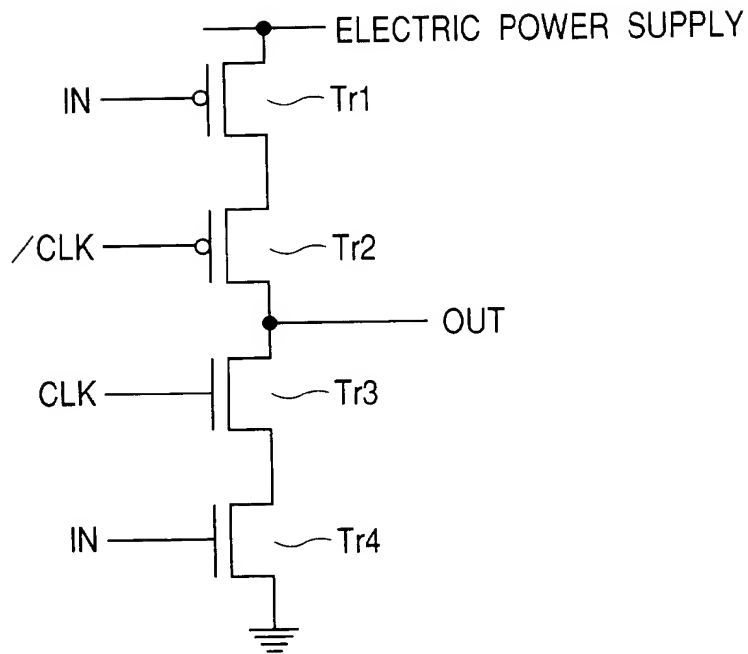 ELECTRIC POWER SUPPLY
IN
Tr1
/CLK
Tr2
OUT
CLK
Tr3
IN
Tr4